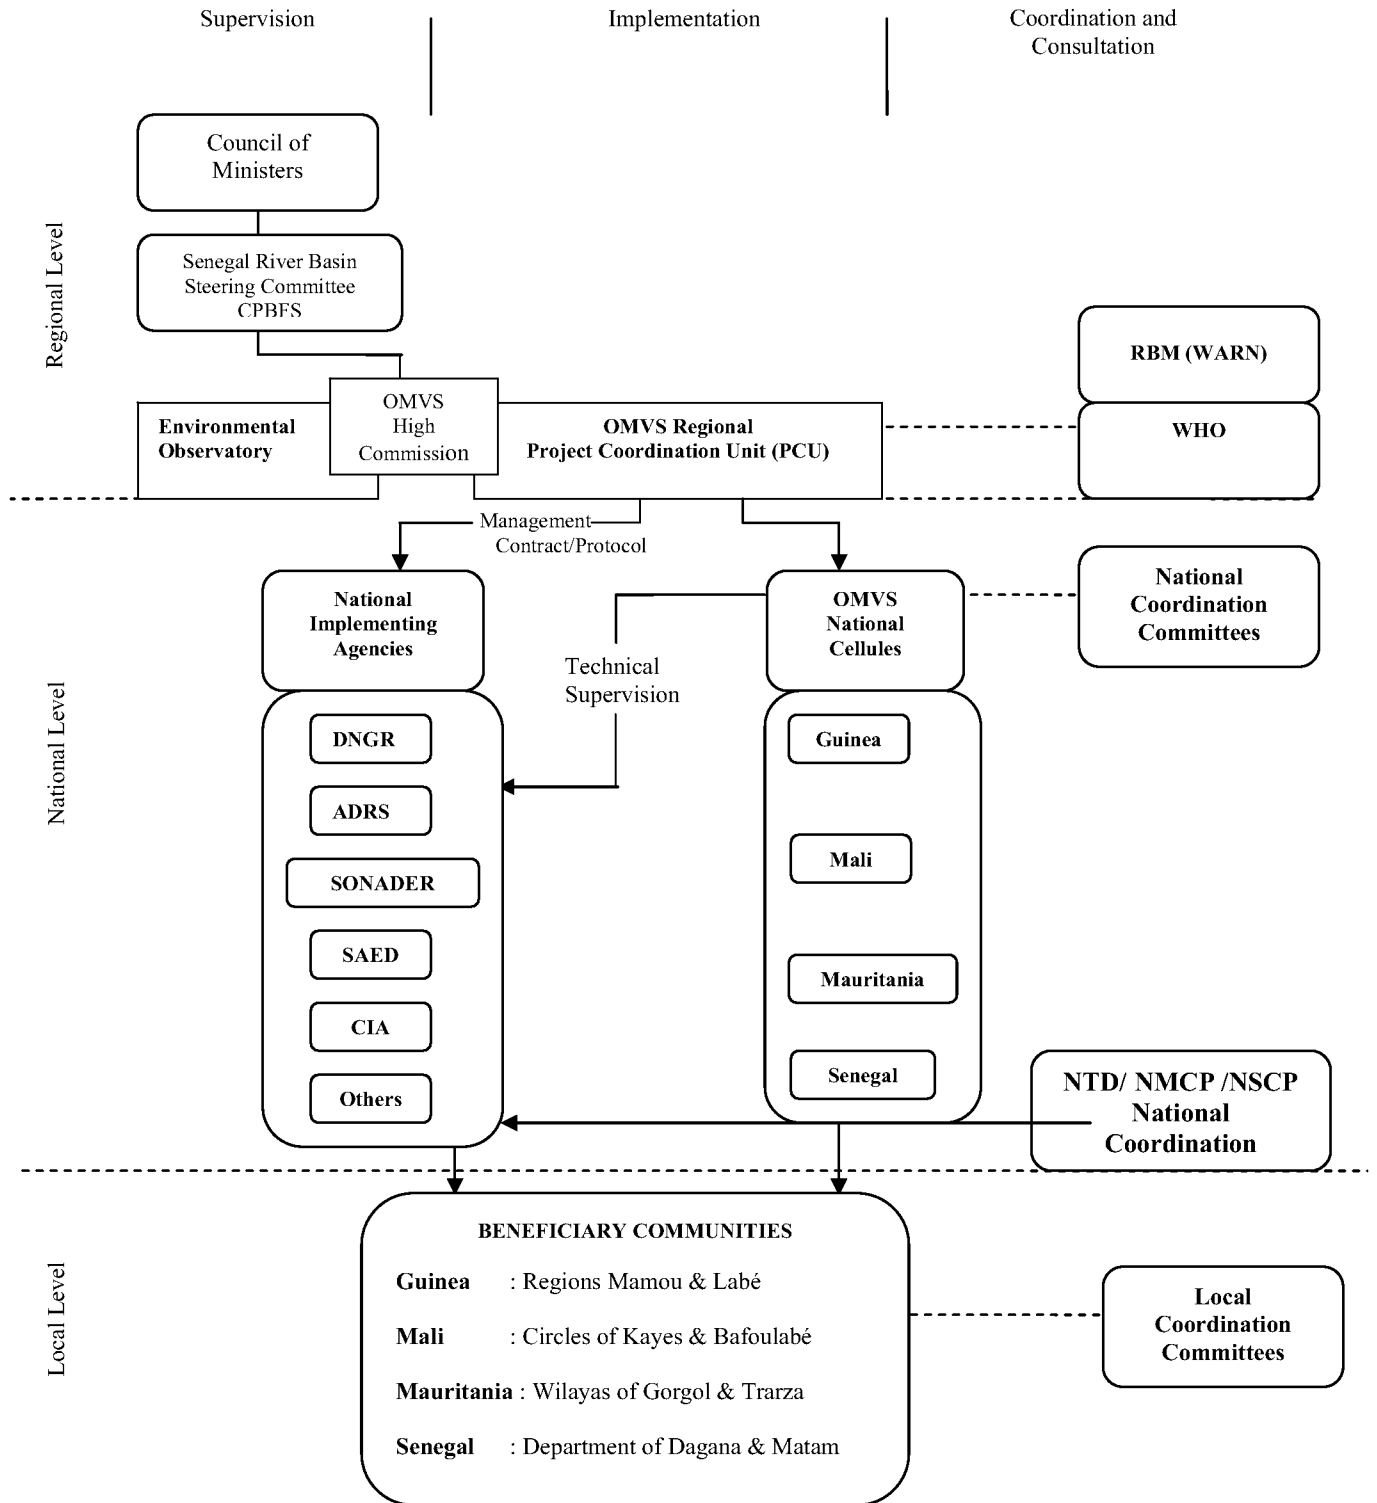 Supervision
Implementation
Coordination and
Consultation
Regional Level
Council of
Ministers
Senegal River Basin
Steering Committee
CPBFS
OMVS
High
Commission
Environmental
Observatory
OMVS Regional
Project Coordination Unit (PCU)
RBM (WARN)
WHO
National Level
Management
Contract/Protocol
National
Implementing
Agencies
OMVS
National
Cellules
National
Coordination
Committees
Technical
Supervision
DNGR
ADRS
SONADER
SAED
CIA
Others
Guinea
Mali
Mauritania
Senegal
NTD/ NMCP /NSCP
National
Coordination
Local Level
BENEFICIARY COMMUNITIES
Guinea : Regions Mamou & Labé
Mali : Circles of Kayes & Bafoulabé
Mauritania : Wilayas of Gorgol & Trarza
Senegal : Department of Dagana & Matam
Local
Coordination
Committees